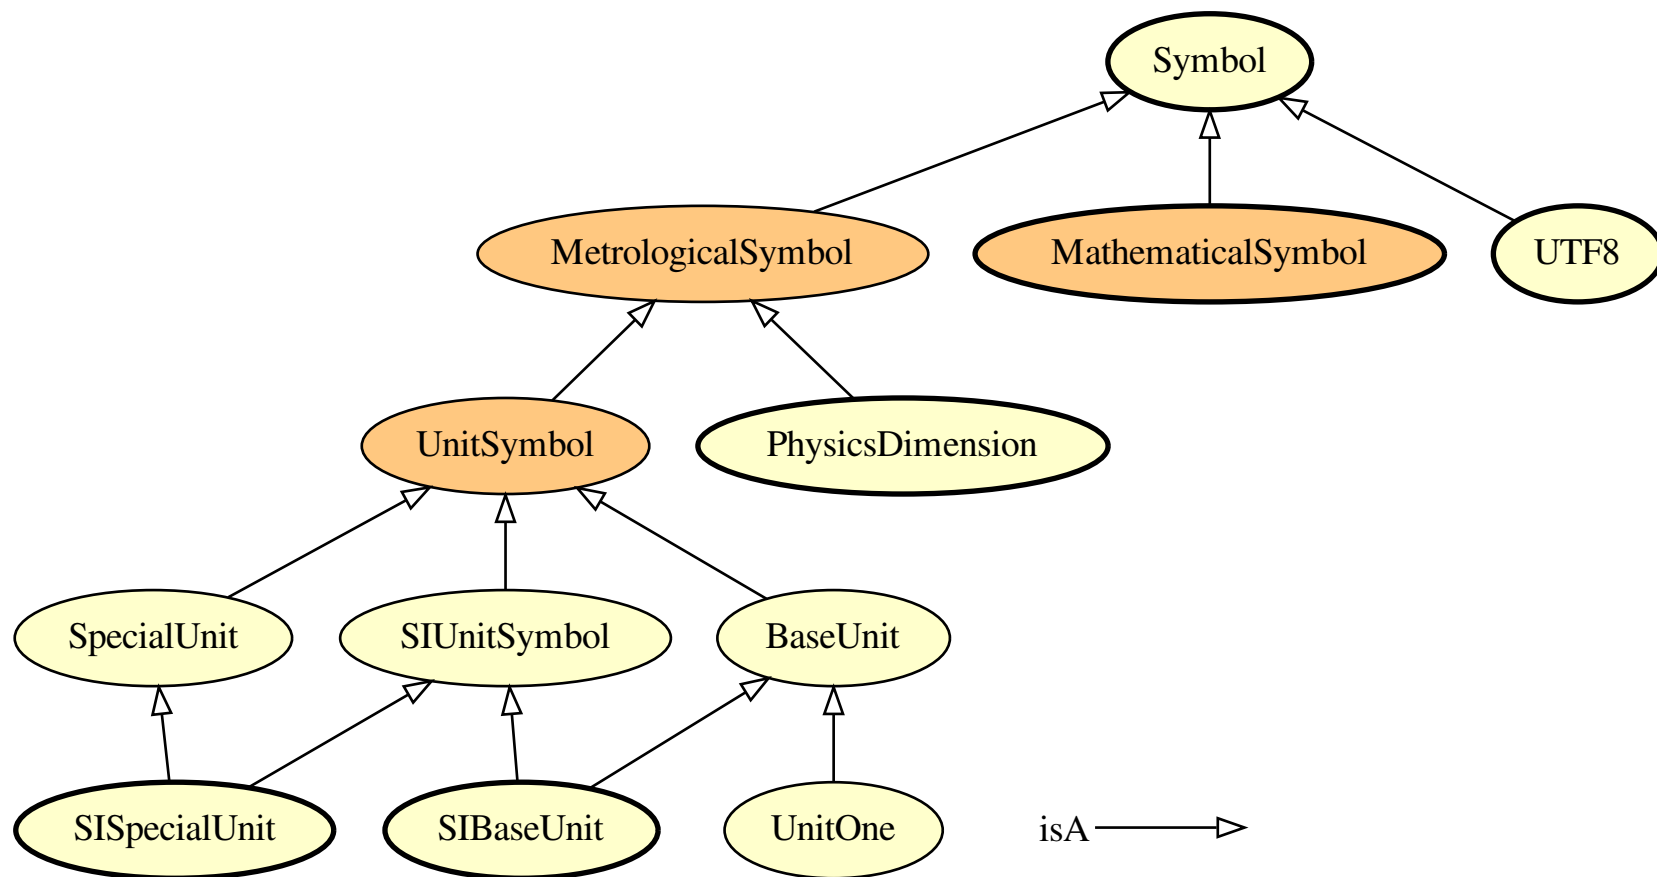 Symbol
MetrologicalSymbol
MathematicalSymbol
UTF8
UnitSymbol
PhysicsDimension
SpecialUnit
SIUnitSymbol
BaseUnit
SISpecialUnit
SIBaseUnit
UnitOne
isA